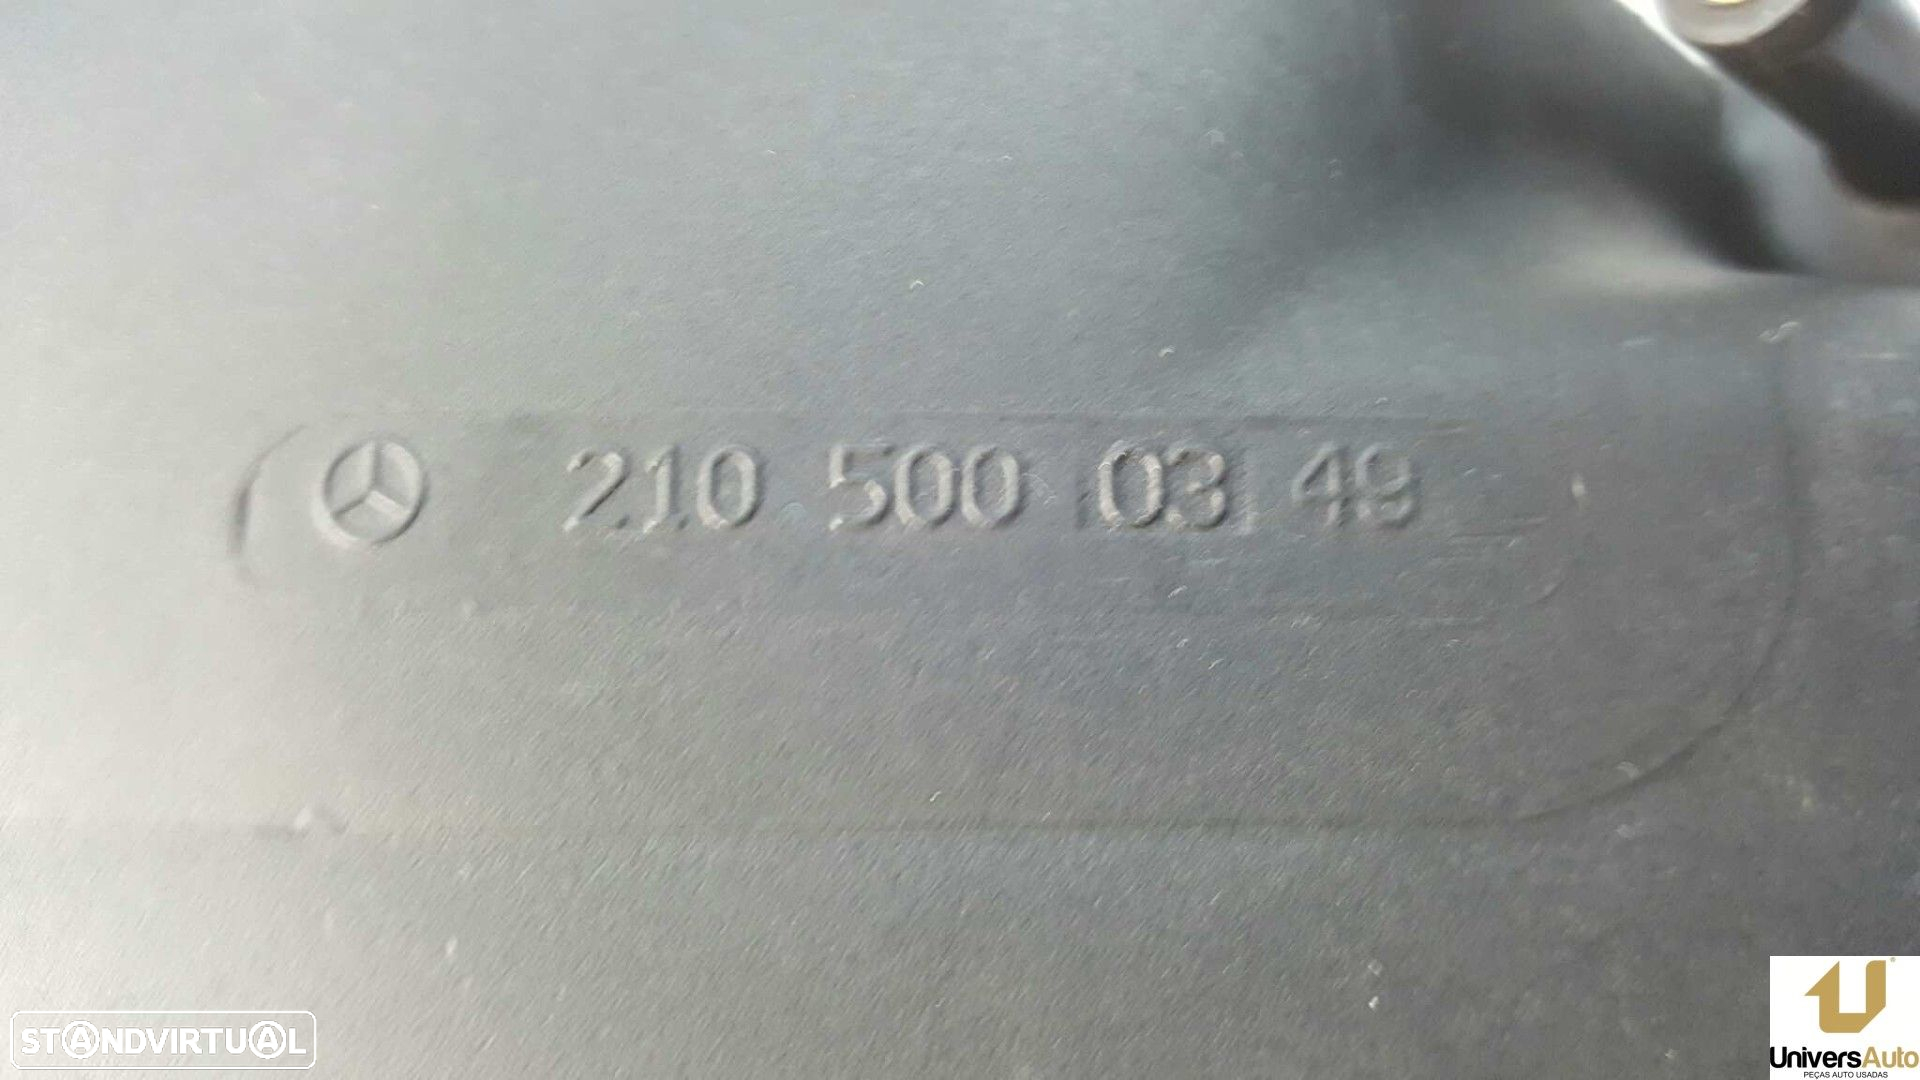 210 500 03 49
STANDVIRTUAL
UniversAuto
PEÇAS AUTO USADAS